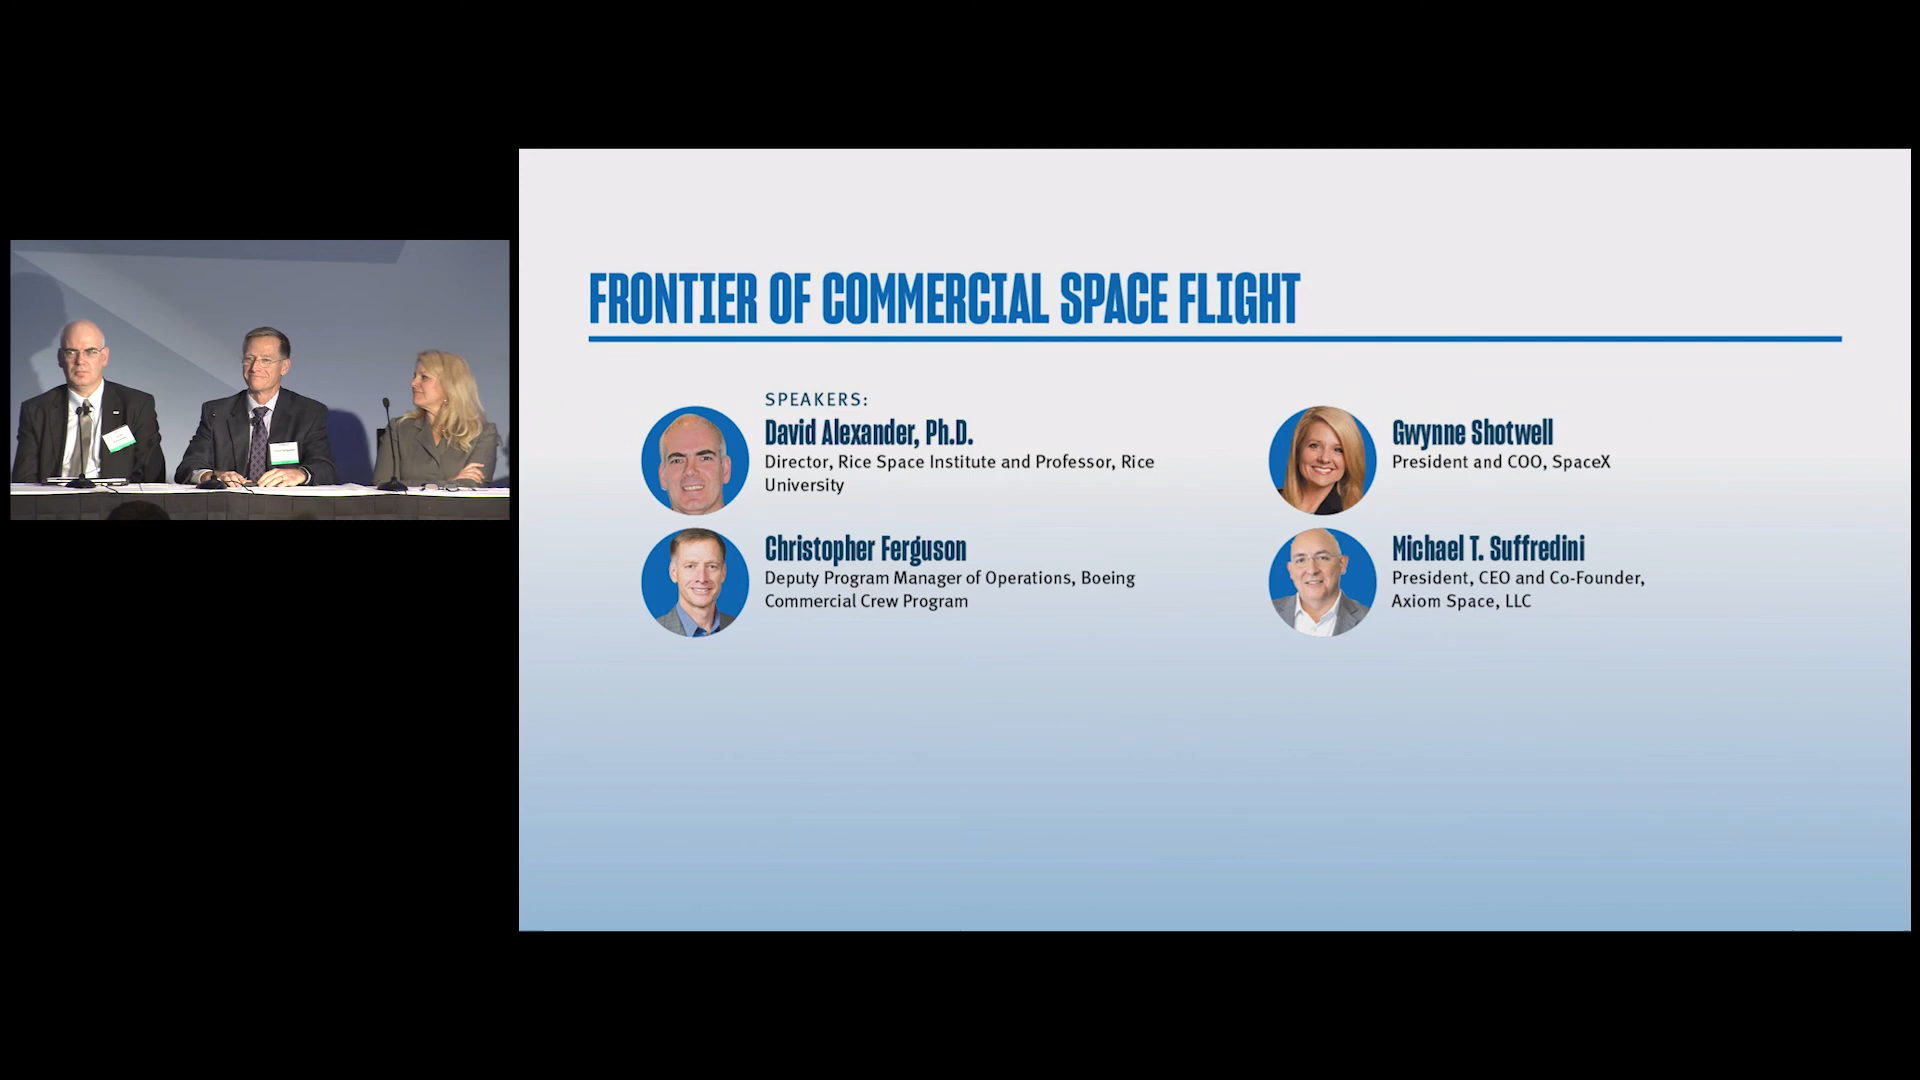 FRONTIER OF COMMERCIAL SPACE FLIGHT
SPEAKERS:
David Alexander, Ph.D.
Director, Rice Space Institute and Professor, Rice
University
Christopher Ferguson
Deputy Program Manager of Operations, Boeing
Commercial Crew Program
Gwynne Shotwell
President and COO, SpaceX
Michael T. Suffredini
President, CEO and Co-Founder,
Axiom Space, LLC